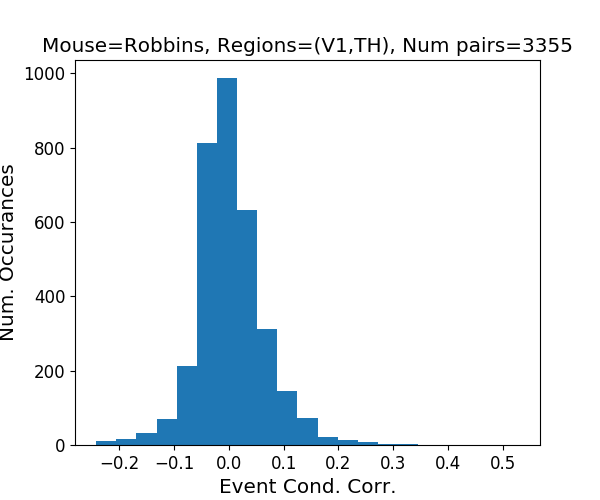 Mouse=Robbins, Regions=(V1,TH), Num pairs=3355
1000
800
600
400
200
0
Num. Occurances
−0.2 −0.1 0.0 0.1 0.2 0.3 0.4 0.5
Event Cond. Corr.